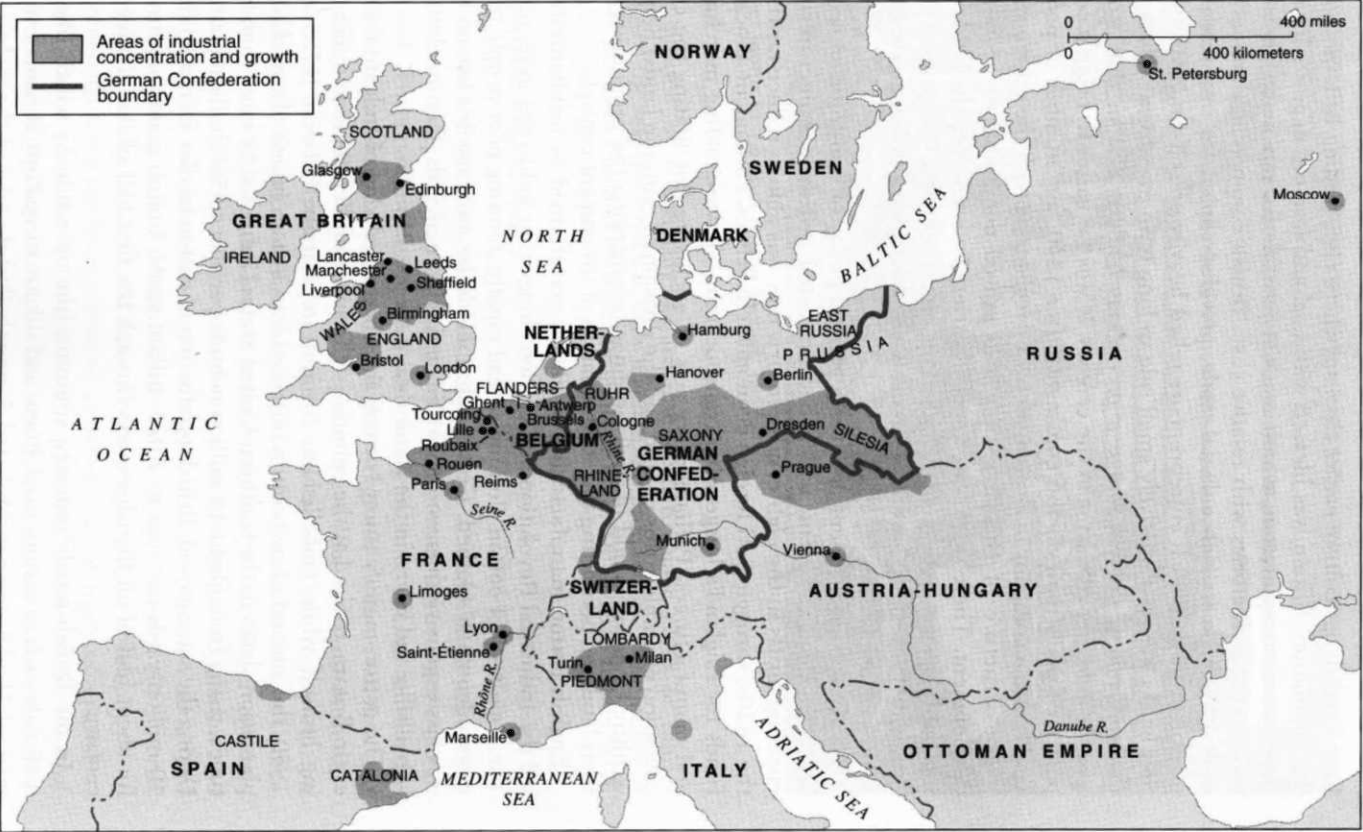 Areas of industrial
concentration and growth
German Confederation
boundary
0
400 miles
0
400 kilometers
NORWAY
St. Petersburg
SCOTLAND
SWEDEN
Glasgow
Edinburgh
Moscow
GREAT BRITAIN
NORTH
SEA
DENMARK
BALTIC SEA
IRELAND
Lancaster
Leeds
Manchester
Sheffield
Liverpool
WALES
Birmingham
ENGLAND
Bristol
London
NETHER-
LANDS
Hamburg
EAST
RUSSIA
PRUSSIA
RUSSIA
Hanover
Berlin
FLANDERS
RUHR
Ghent
Antwerp
Tourcoing
Brussels
Cologne
Lille
BELGIUM
Roubaix
Rhine R.
SAXONY
Dresden
SILESIA
ATLANTIC
OCEAN
Rouen
GERMAN
CONFED-
ERATION
Prague
Paris
Reims
RHINE-
LAND
Seine R.
Munich
Vienna
FRANCE
SWITZER-
LAND
AUSTRIA-HUNGARY
Limoges
Lyon
LOMBARDY
Saint-Étienne
Turin
Milan
PIEDMONT
Rhône R.
Marseille
Danube R.
CASTILE
SPAIN
CATALONIA
MEDITERRANEAN
SEA
ITALY
ADRIATIC SEA
OTTOMAN EMPIRE